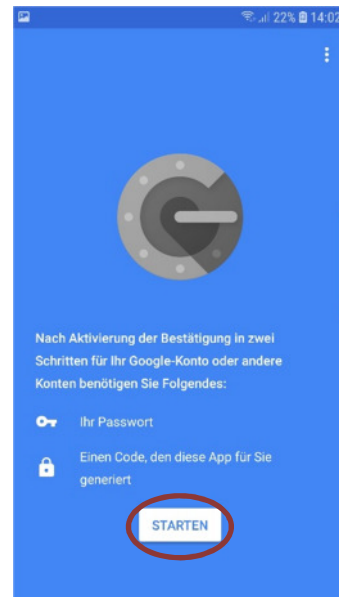 22% 14:02
Nach Aktivierung der Bestätigung in zwei
Schritten für Ihr Google-Konto oder andere
Konten benötigen Sie Folgendes:
Ihr Passwort
Einen Code, den diese App für Sie
generiert
STARTEN